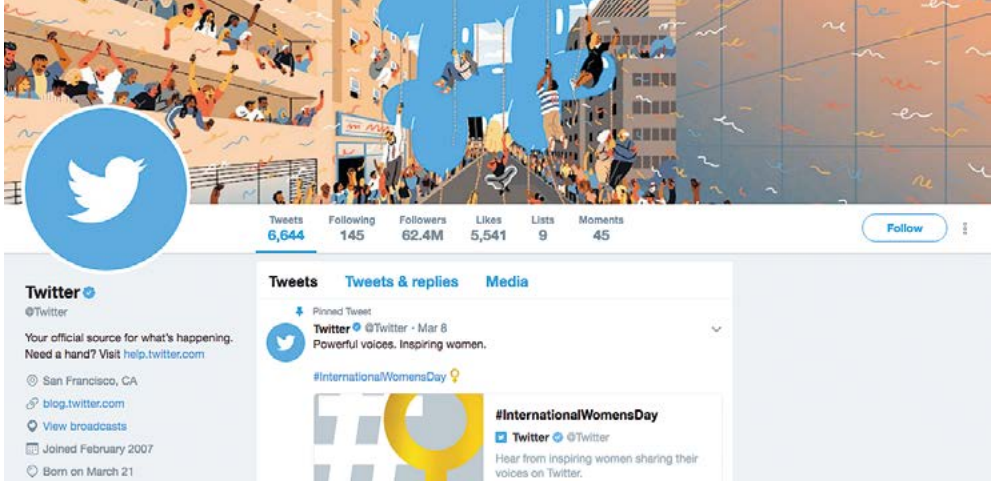 Tweets Following Followers Likes Lists Moments
6,644 145 62.4M 5,541 9 45
Follow
Twitter
@Twitter
Your official source for what's happening.
Need a hand? Visit help.twitter.com
San Francisco, CA
blog.twitter.com
View broadcasts
Joined February 2007
Born on March 21
Tweets Tweets & replies Media
Pinned Tweet
Twitter @Twitter · Mar 8
Powerful voices. Inspiring women.
#InternationalWomensDay
#InternationalWomensDay
Twitter @Twitter
Hear from inspiring women sharing their
voices on Twitter.